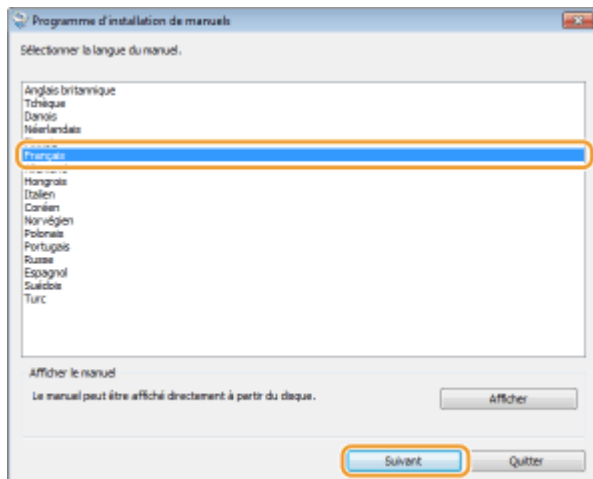 Programme d'installation de manuels
Sélectionner la langue du manuel.
Anglais britannique
Tchèque
Danois
Néerlandais
Français
Hongrois
Italien
Coréen
Norvégien
Polonais
Portugais
Russe
Espagnol
Suédois
Turc
Afficher le manuel
Le manuel peut être affiché directement à partir du disque.
Afficher
Suivant
Quitter